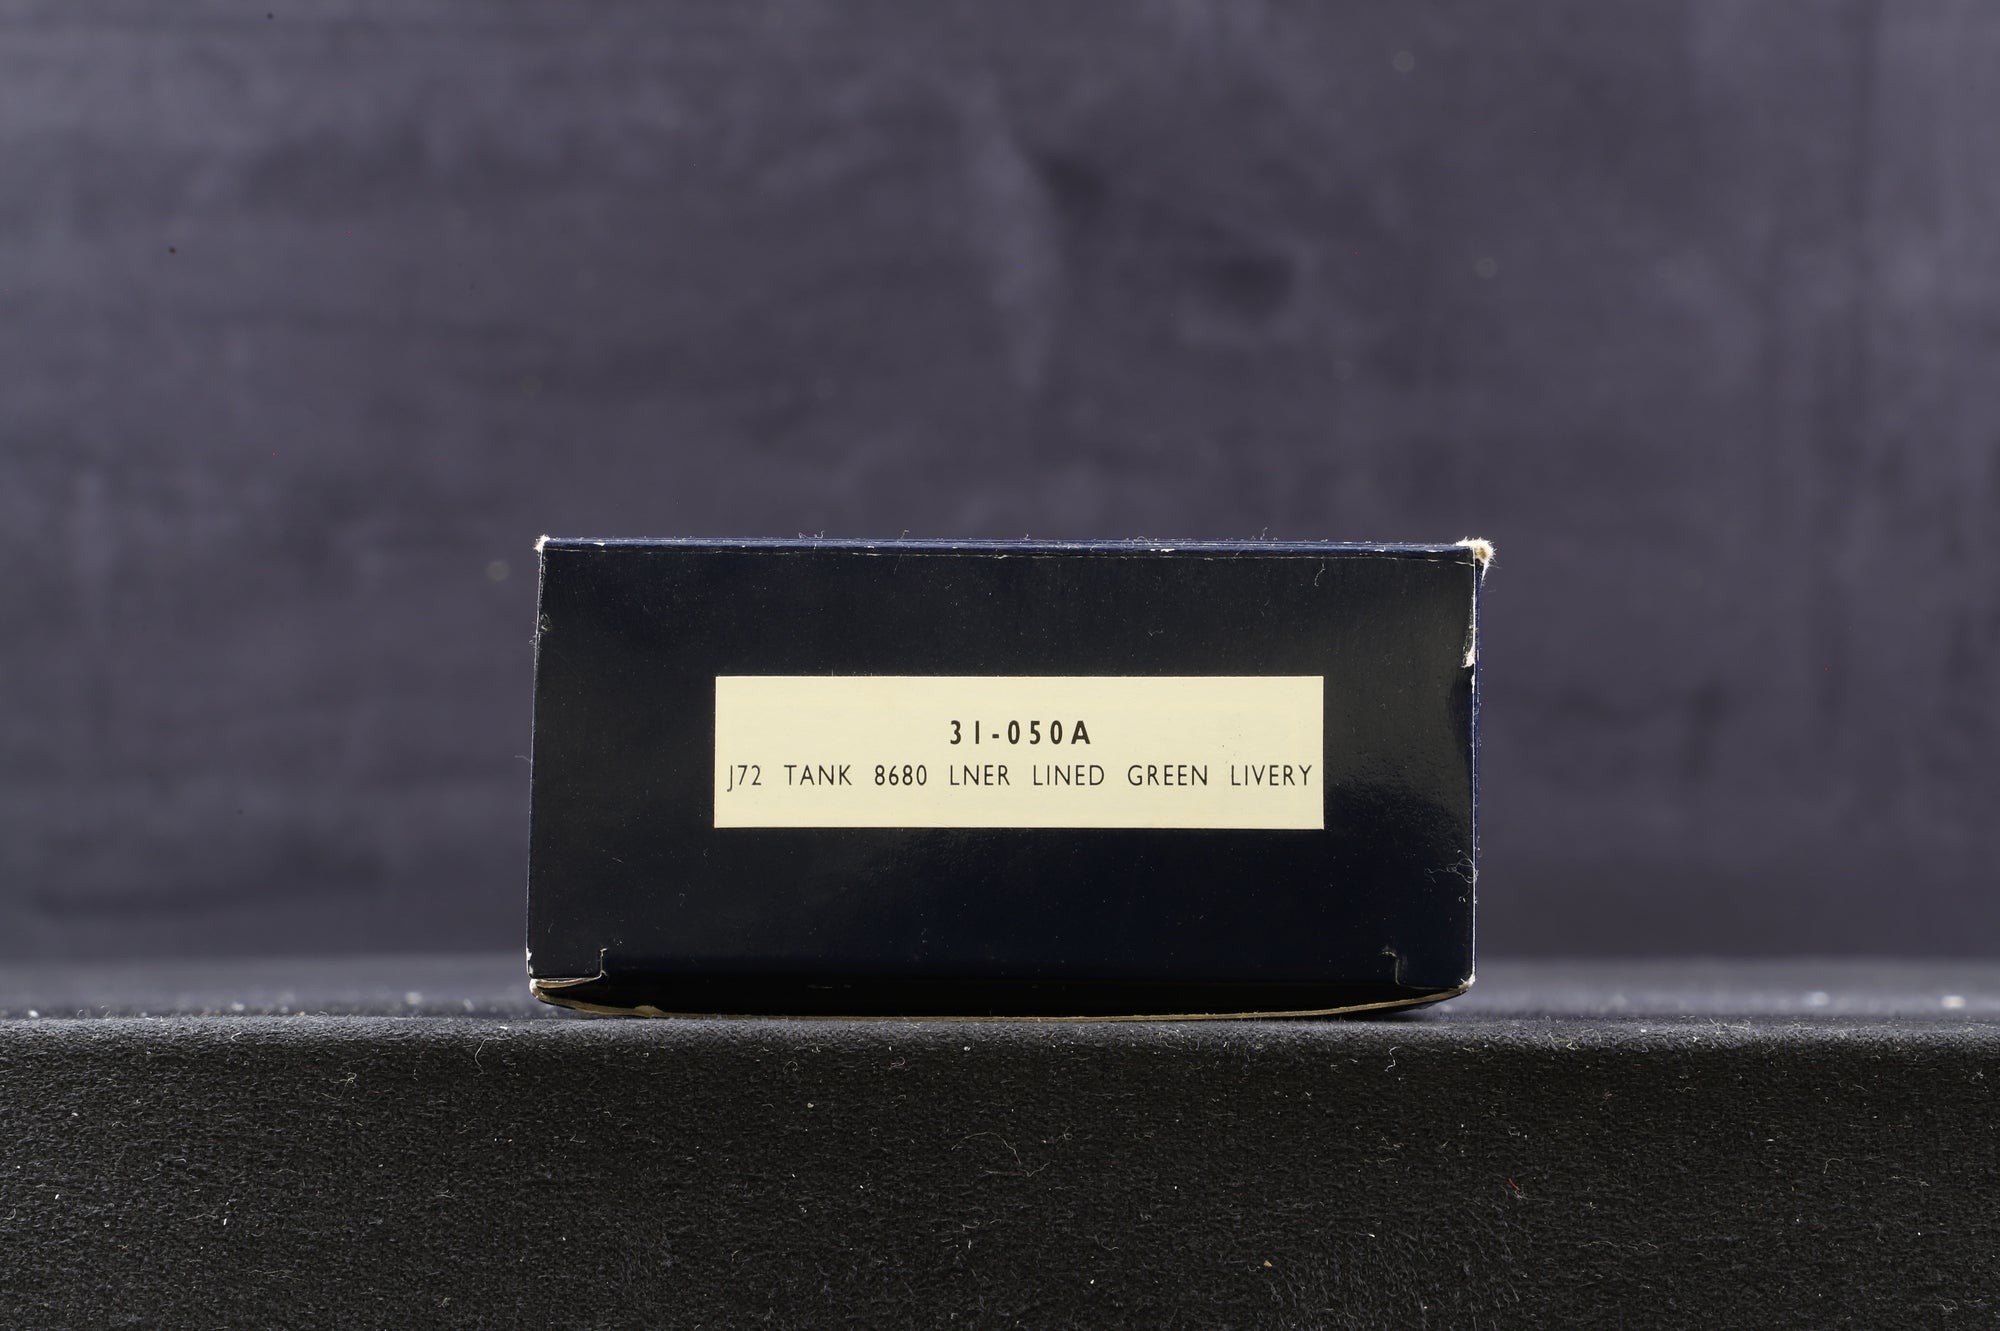 31-050A
J72 TANK 8680 LNER LINED GREEN LIVERY